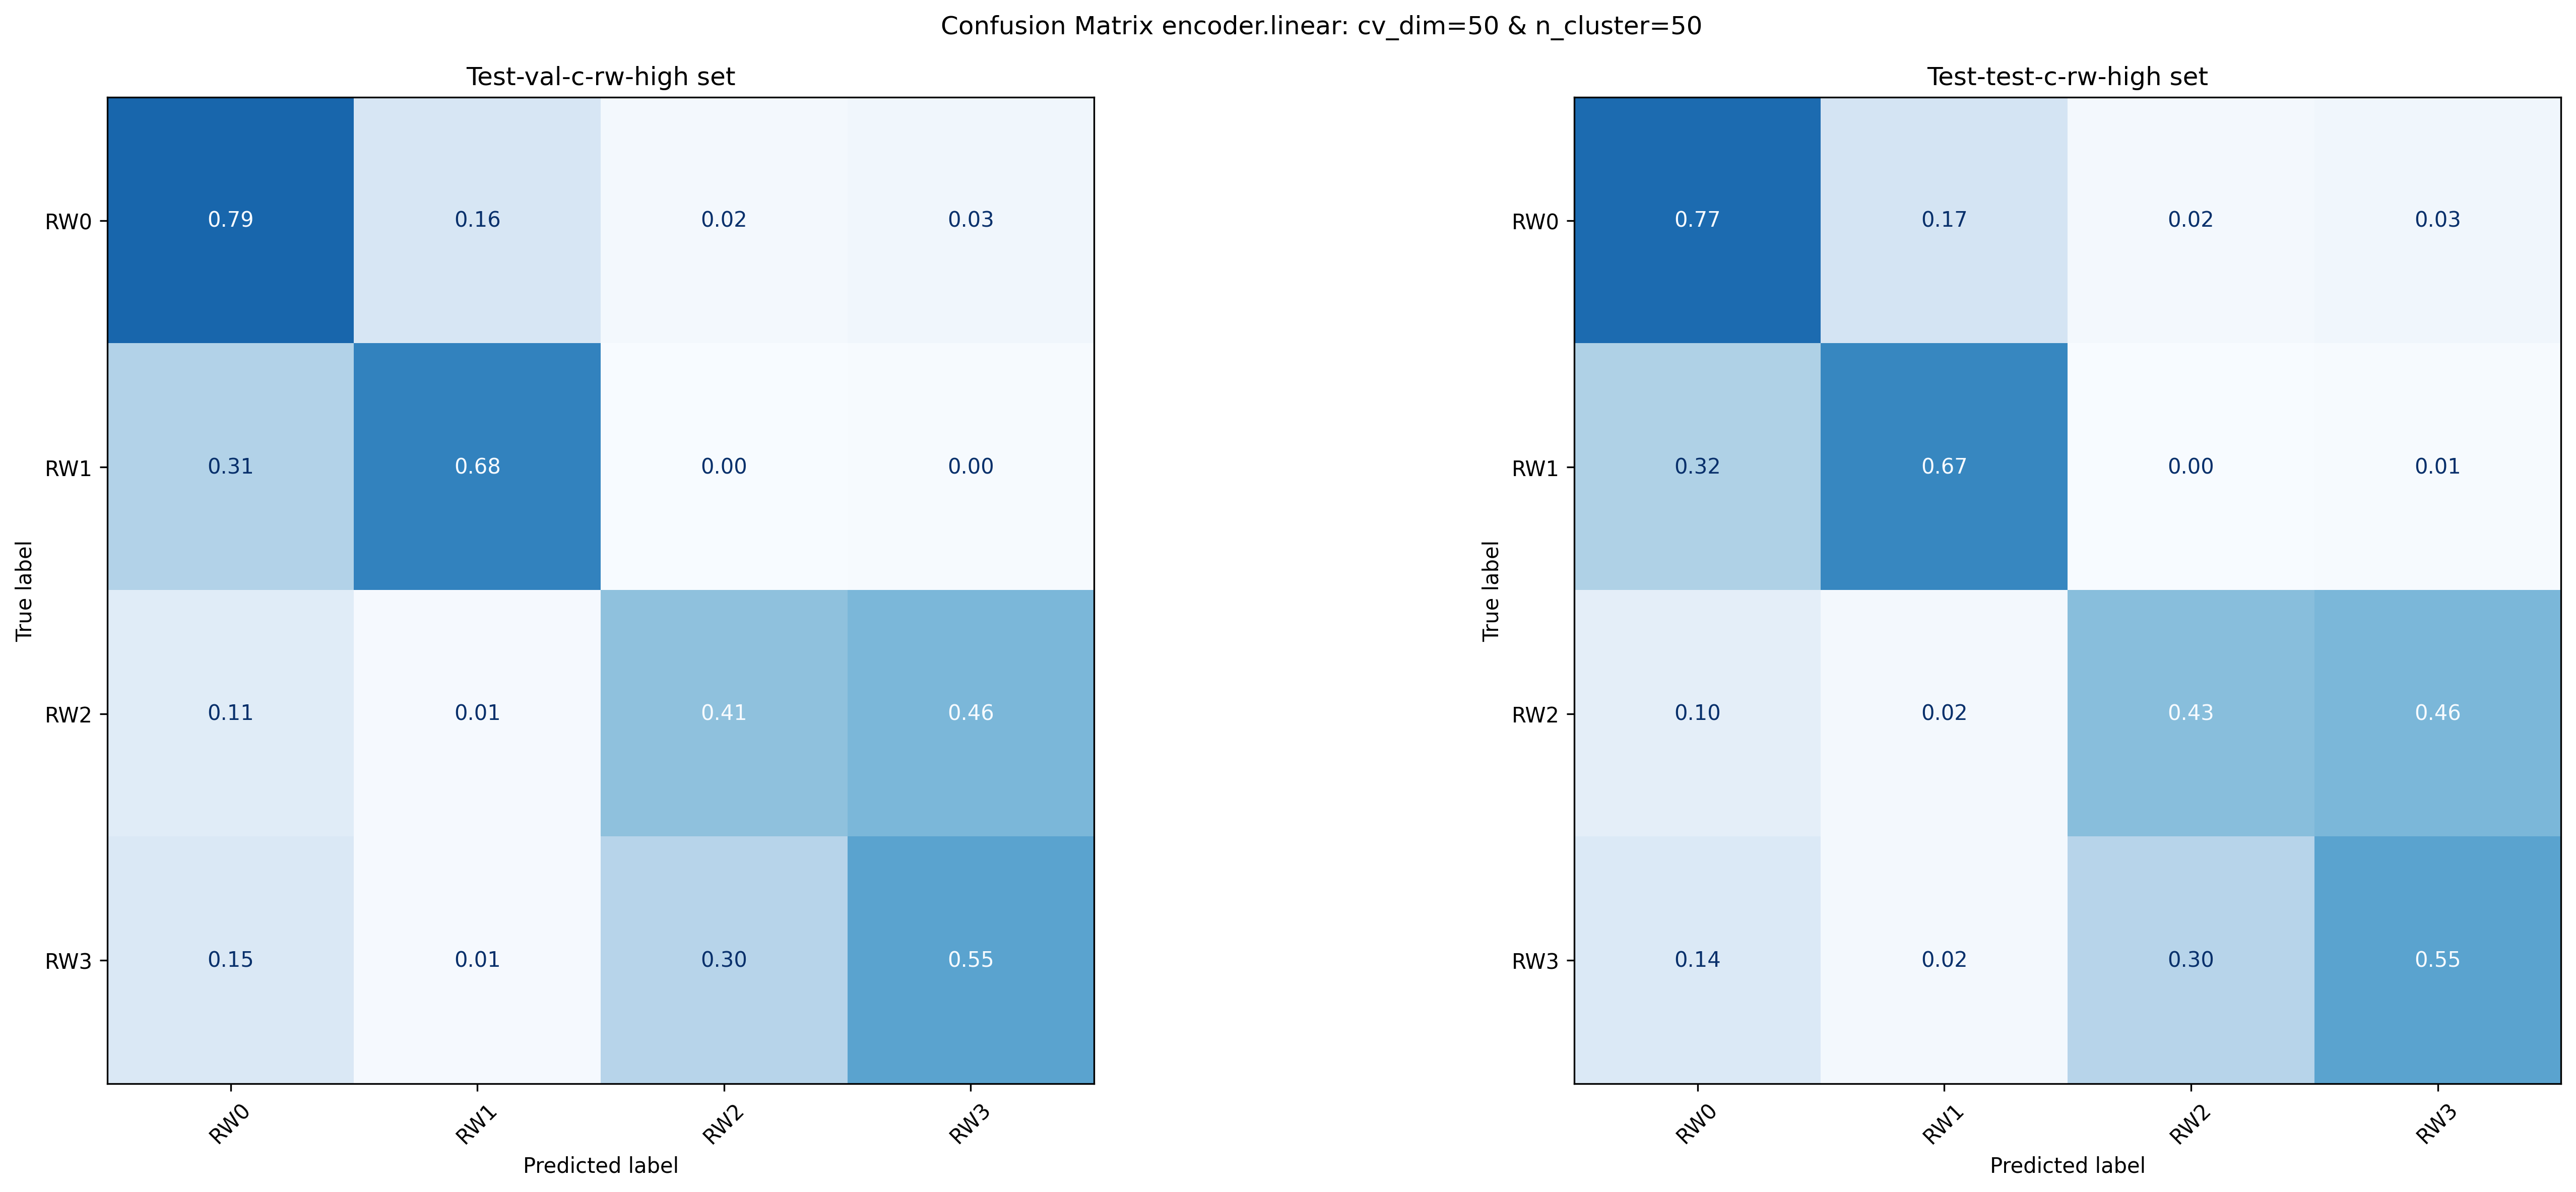 Confusion Matrix encoder.linear: cv_dim=50 & n_cluster=50
Test-val-c-rw-high set
True label
RW0 0.79 0.16 0.02 0.03
RW1 0.31 0.68 0.00 0.00
RW2 0.11 0.01 0.41 0.46
RW3 0.15 0.01 0.30 0.55
RW0 RW1 RW2 RW3
Predicted label
Test-test-c-rw-high set
True label
RW0 0.77 0.17 0.02 0.03
RW1 0.32 0.67 0.00 0.01
RW2 0.10 0.02 0.43 0.46
RW3 0.14 0.02 0.30 0.55
RW0 RW1 RW2 RW3
Predicted label